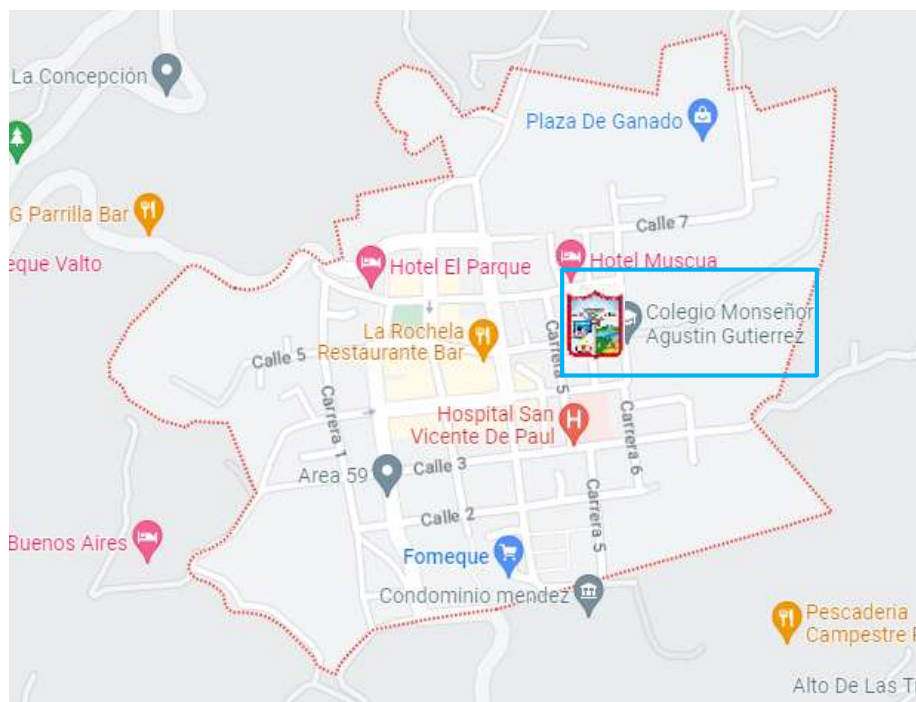 La Concepción
Plaza De Ganado
G Parrilla Bar
Calle 7
eque Valto
Hotel El Parque
Hotel Muscua
La Rochela
Restaurante Bar
Colegio Monseñor
Agustin Gutierrez
Calle 5
Carrera 5
Carrera 1
Hospital San
Vicente De Paul
H
Carrera 6
Calle 3
Area 59
Carrera 5
Calle 2
Buenos Aires
Fomeque
Condominio mendez
Pescaderia
Campestre
Alto De Las T